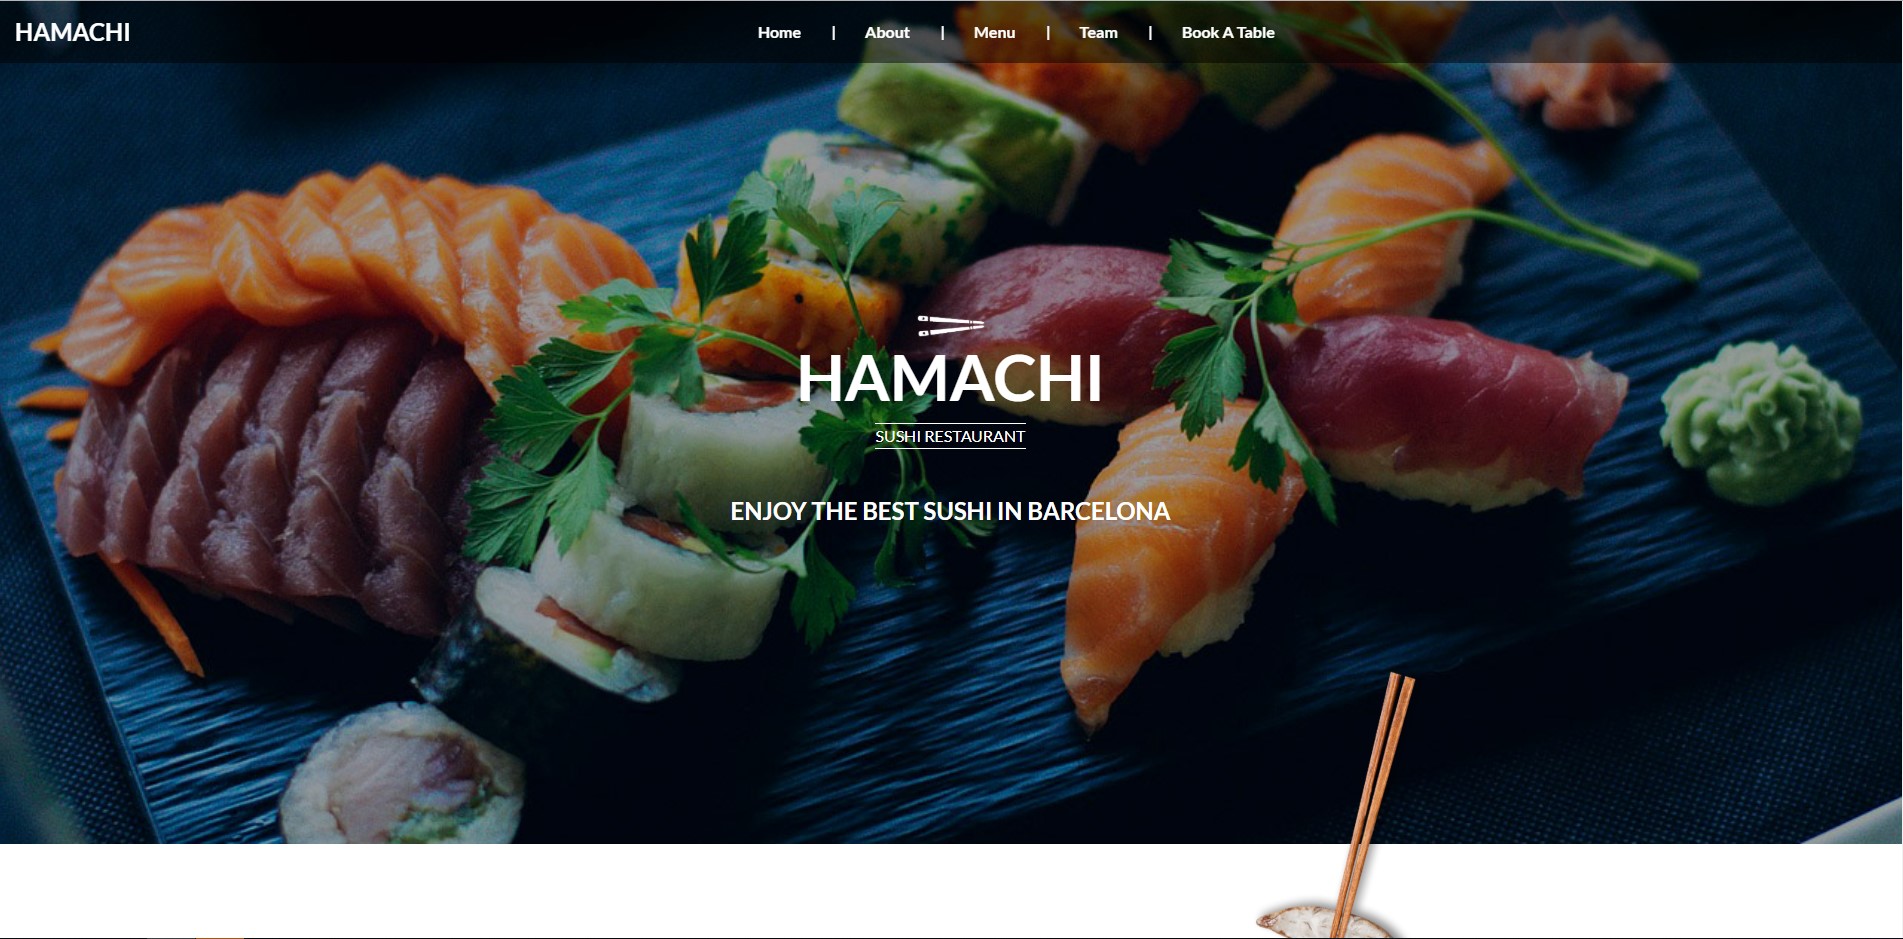 HAMACHI
Home | About | Menu | Team | Book A Table
HAMACHI
SUSHI RESTAURANT
ENJOY THE BEST SUSHI IN BARCELONA